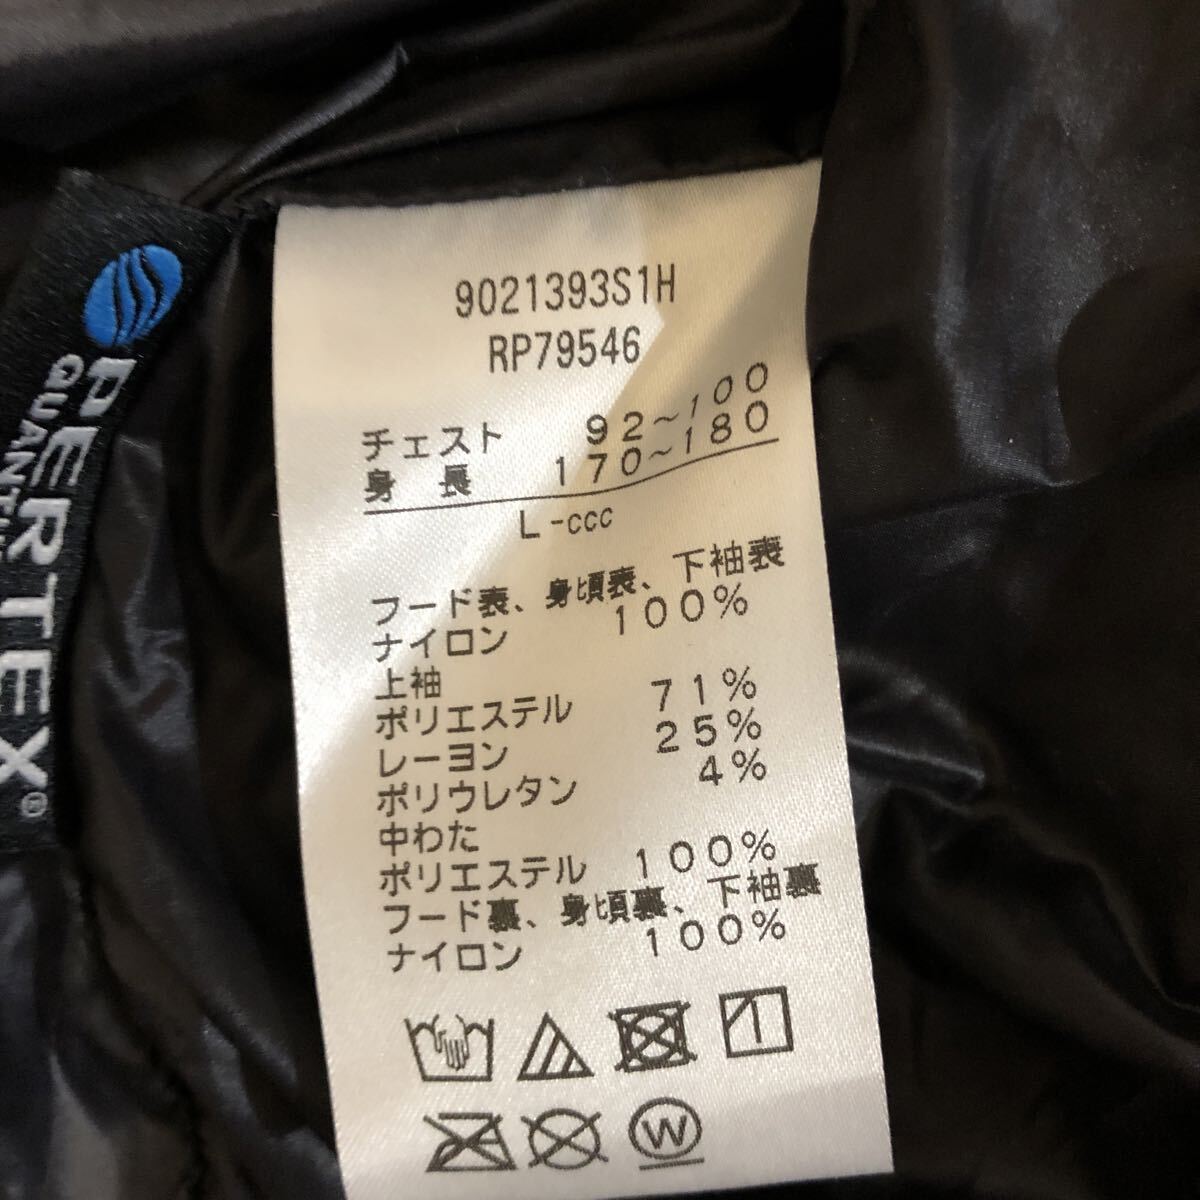 PERTEX®
QUANTUM
9021393S1H
RP79546
チェスト 92~100
身長 170~180
L-ccc
フード表、身頃表、下袖表
ナイロン 100%
上袖
ポリエステル 71%
レーヨン 25%
ポリウレタン 4%
中わた
ポリエステル 100%
フード裏、身頃裏、下袖裏
ナイロン 100%
W